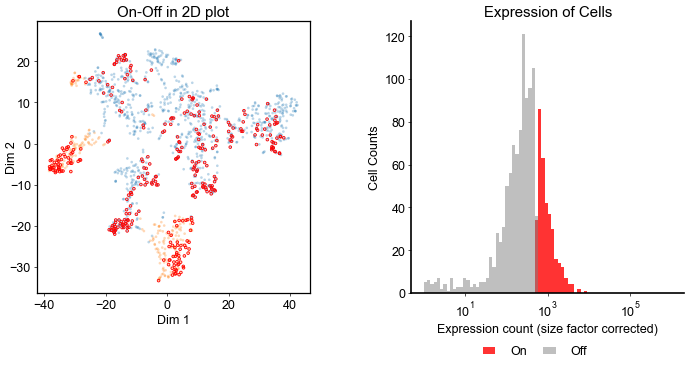 On-Off in 2D plot
Dim 2
20
10
0
−10
−20
−30
−40
−20
0
20
40
Dim 1
Expression of Cells
Cell Counts
120
100
80
60
40
20
0
10^1
10^3
10^5
Expression count (size factor corrected)
On
Off